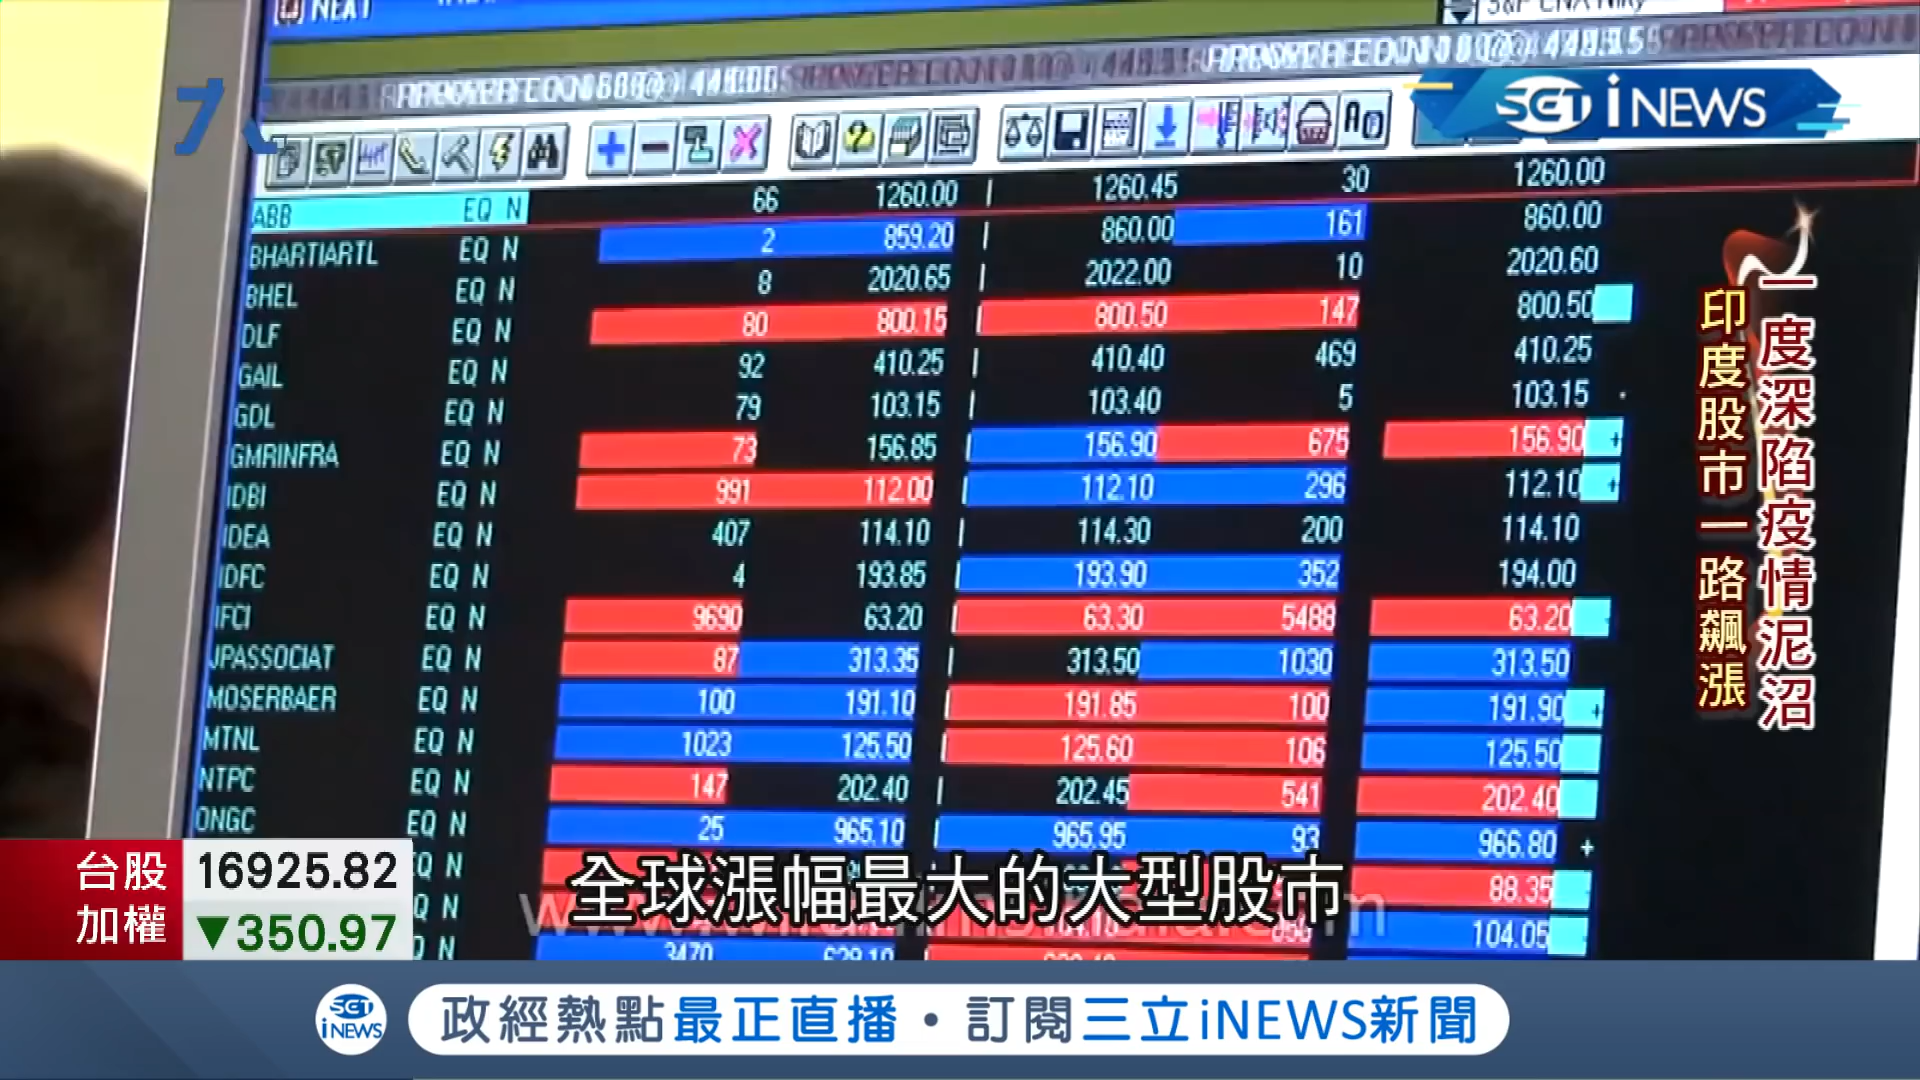 NEXT
SET iNEWS
ABB EQ N 66 1260.00 | 1260.45 30 1260.00
BHARTIARTL EQ N 2 859.20 | 860.00 161 860.00
BHEL EQ N 8 2020.65 | 2022.00 10 2020.60
DLF EQ N 80 800.15 | 800.50 147 800.50
GAIL EQ N 92 410.25 | 410.40 469 410.25
GDL EQ N 79 103.15 | 103.40 5 103.15
GMRINFRA EQ N 73 156.85 | 156.90 675 156.90 +
IDBI EQ N 991 112.00 | 112.10 296 112.10 +
IDEA EQ N 407 114.10 | 114.30 200 114.10
IDFC EQ N 4 193.85 | 193.90 352 194.00
IFCI EQ N 9690 63.20 | 63.30 5488 63.20
JPASSOCIAT EQ N 87 313.35 | 313.50 1030 313.50
MOSERBAER EQ N 100 191.10 | 191.85 100 191.90 +
MTNL EQ N 1023 125.50 | 125.60 106 125.50
NTPC EQ N 147 202.40 | 202.45 541 202.40
ONGC EQ N 25 965.10 | 965.95 93 966.80 +
EQ N 88.35
Q N 104.05
Q N 3470
一度深陷疫情泥沼
印度股市一路飆漲
全球漲幅最大的大型股市
台股 16925.82
加權 ▼350.97
SET iNEWS
政經熱點最正直播・訂閱三立iNEWS新聞